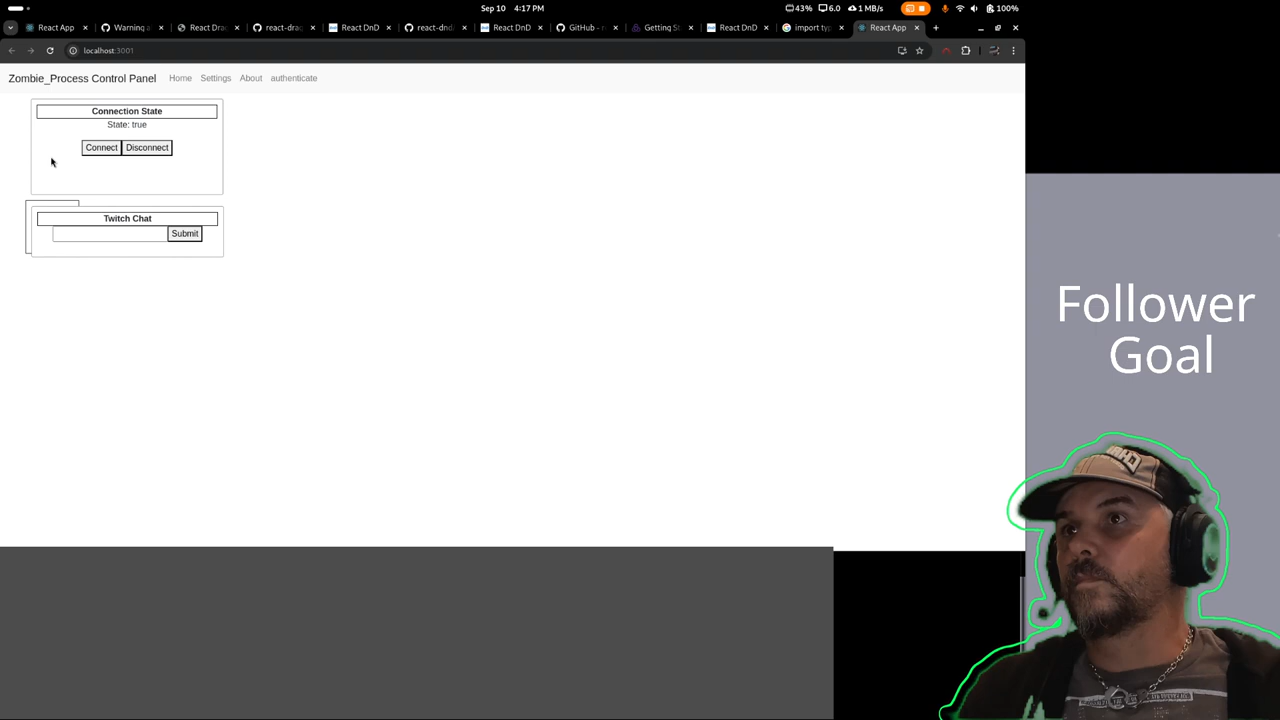 Sep 10 4:17 PM
43% 6.0 1 MB/s 100%
React App Warning a React Dra react-drag React DnD react-dnd React DnD GitHub - r Getting St React DnD import typ React App
localhost:3001
Zombie_Process Control Panel Home Settings About authenticate
Connection State
State: true
Connect Disconnect
Twitch Chat
Submit
Follower
Goal